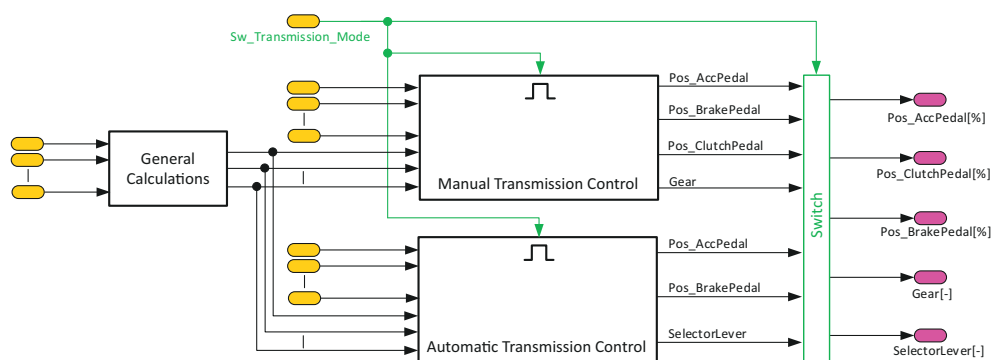 Sw_Transmission_Mode
General
Calculations
Manual Transmission Control
Pos_AccPedal
Pos_BrakePedal
Pos_ClutchPedal
Gear
Automatic Transmission Control
Pos_AccPedal
Pos_BrakePedal
SelectorLever
Switch
Pos_AccPedal[%]
Pos_ClutchPedal[%]
Pos_BrakePedal[%]
Gear[-]
SelectorLever[-]